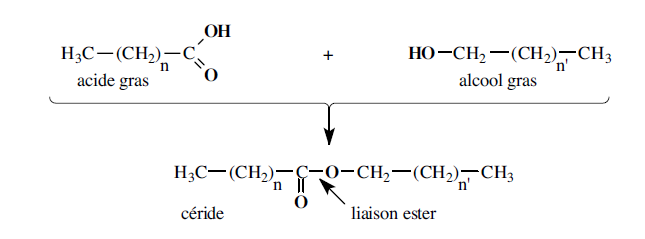 H₃C—(CH₂)ₙ—C(=O)—OH + HO—CH₂—(CH₂)ₙ'—CH₃
acide gras alcool gras
H₃C—(CH₂)ₙ—C(=O)—O—CH₂—(CH₂)ₙ'—CH₃
céride liaison ester